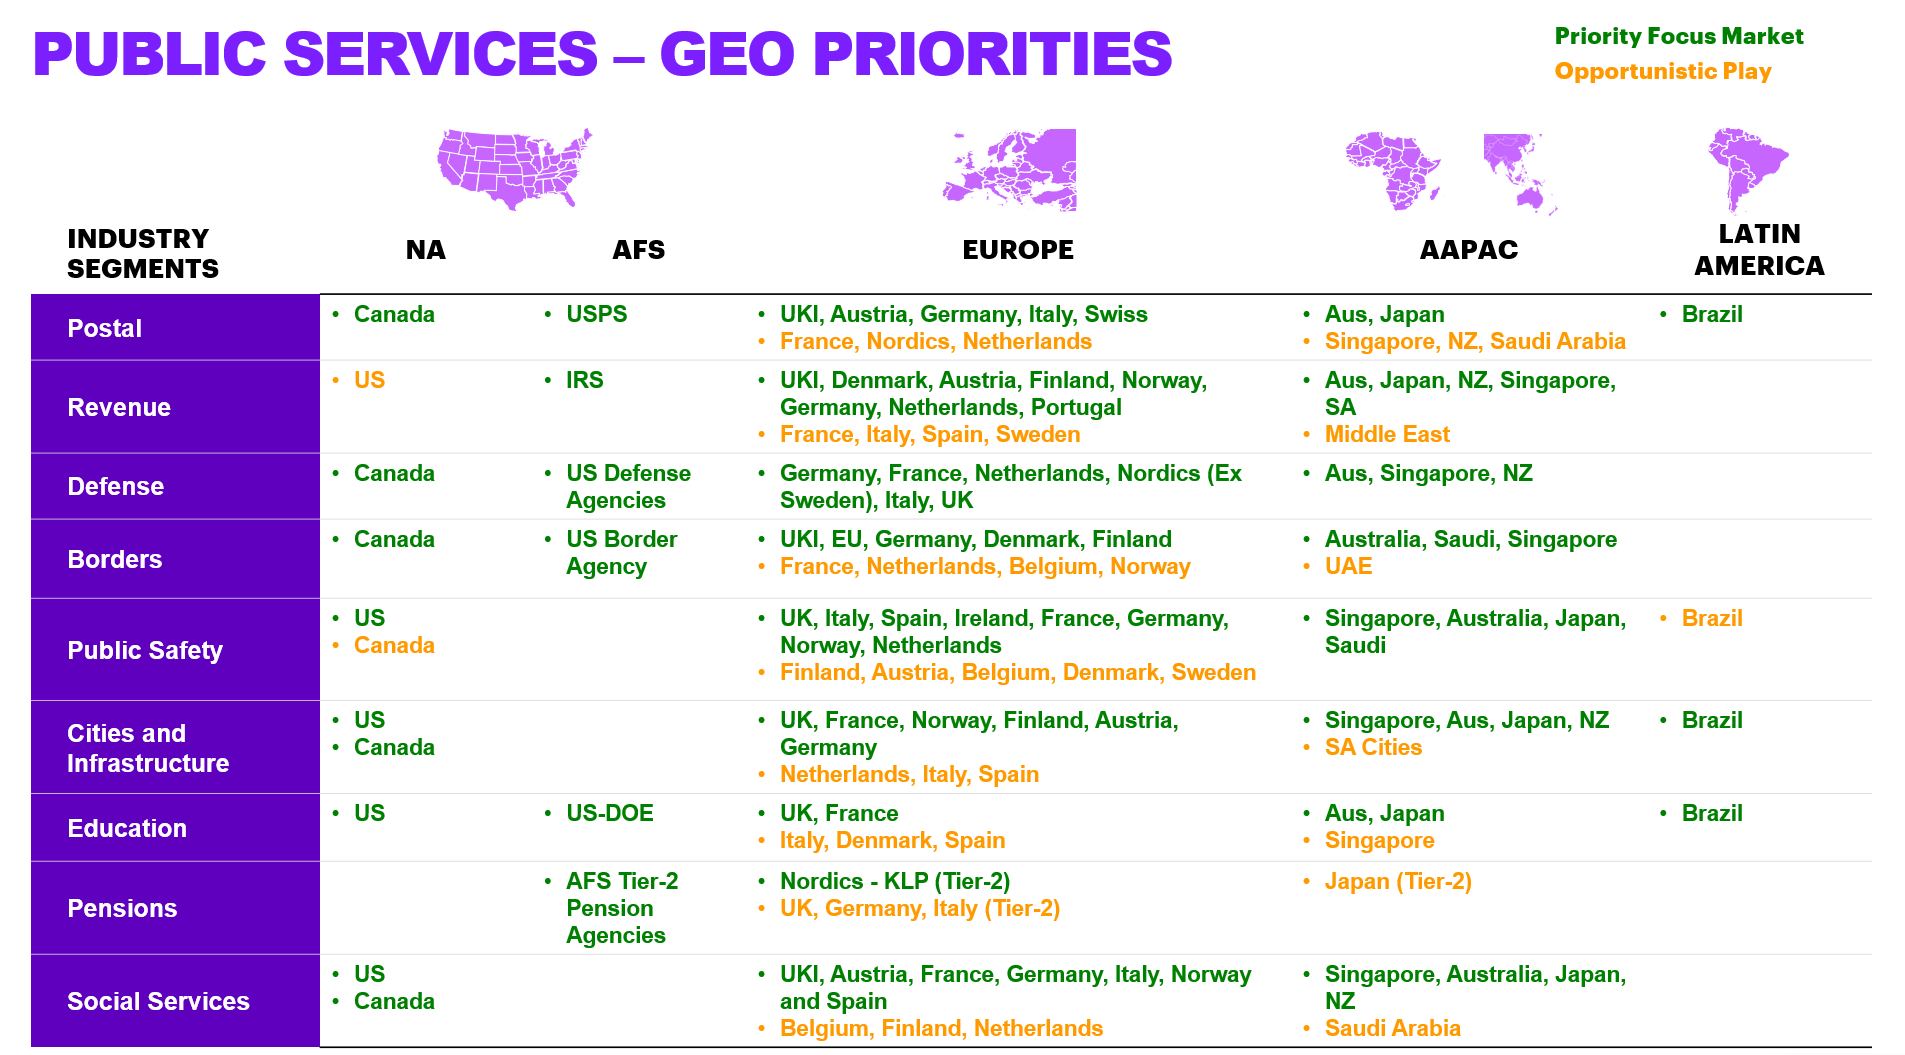 PUBLIC SERVICES – GEO PRIORITIES
Priority Focus Market
Opportunistic Play
INDUSTRY
SEGMENTS
NA
AFS
EUROPE
AAPAC
LATIN
AMERICA
Postal
• Canada
• USPS
• UKI, Austria, Germany, Italy, Swiss
• France, Nordics, Netherlands
• Aus, Japan
• Singapore, NZ, Saudi Arabia
• Brazil
Revenue
• US
• IRS
• UKI, Denmark, Austria, Finland, Norway,
Germany, Netherlands, Portugal
• France, Italy, Spain, Sweden
• Aus, Japan, NZ, Singapore,
SA
• Middle East
Defense
• Canada
• US Defense
Agencies
• Germany, France, Netherlands, Nordics (Ex
Sweden), Italy, UK
• Aus, Singapore, NZ
Borders
• Canada
• US Border
Agency
• UKI, EU, Germany, Denmark, Finland
• France, Netherlands, Belgium, Norway
• Australia, Saudi, Singapore
• UAE
Public Safety
• US
• Canada
• UK, Italy, Spain, Ireland, France, Germany,
Norway, Netherlands
• Finland, Austria, Belgium, Denmark, Sweden
• Singapore, Australia, Japan,
Saudi
• Brazil
Cities and
Infrastructure
• US
• Canada
• UK, France, Norway, Finland, Austria,
Germany
• Netherlands, Italy, Spain
• Singapore, Aus, Japan, NZ
• SA Cities
• Brazil
Education
• US
• US-DOE
• UK, France
• Italy, Denmark, Spain
• Aus, Japan
• Singapore
• Brazil
Pensions
• AFS Tier-2
Pension
Agencies
• Nordics - KLP (Tier-2)
• UK, Germany, Italy (Tier-2)
• Japan (Tier-2)
Social Services
• US
• Canada
• UKI, Austria, France, Germany, Italy, Norway
and Spain
• Belgium, Finland, Netherlands
• Singapore, Australia, Japan,
NZ
• Saudi Arabia